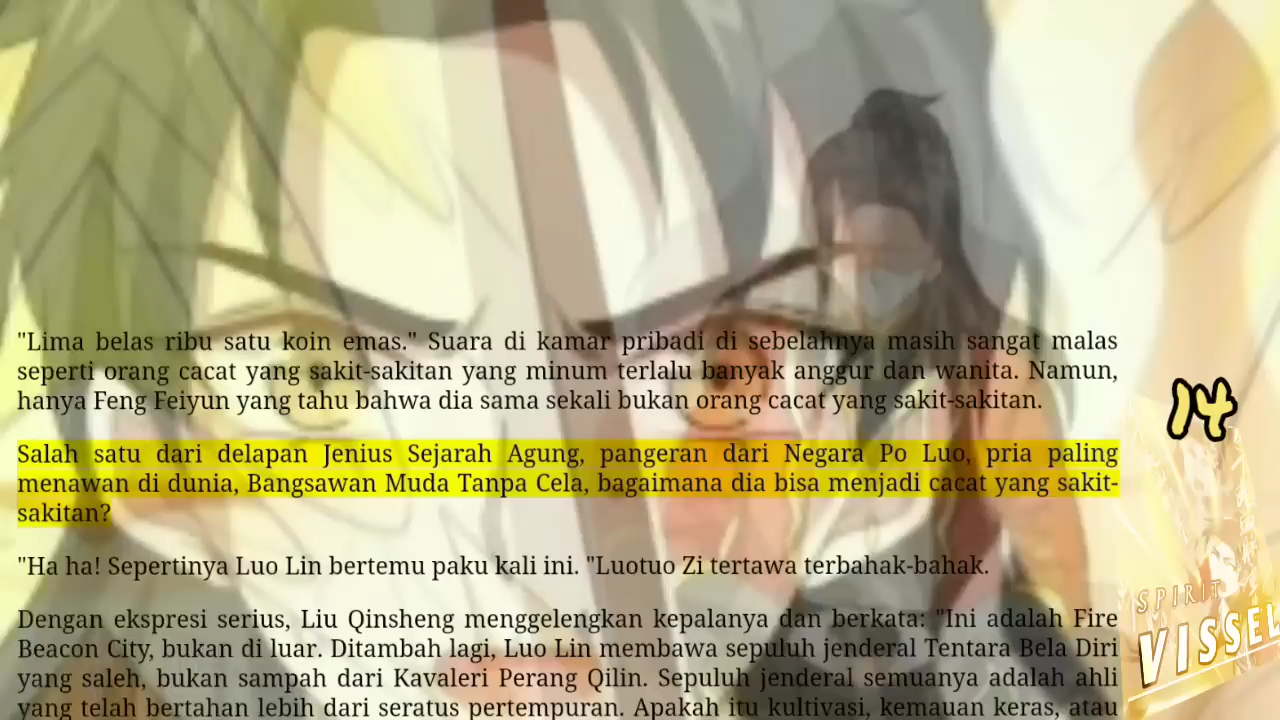 "Lima belas ribu satu koin emas." Suara di kamar pribadi di sebelahnya masih sangat malas
seperti orang cacat yang sakit-sakitan yang minum terlalu banyak anggur dan wanita. Namun,
hanya Feng Feiyun yang tahu bahwa dia sama sekali bukan orang cacat yang sakit-sakitan.
Salah satu dari delapan Jenius Sejarah Agung, pangeran dari Negara Po Luo, pria paling
menawan di dunia, Bangsawan Muda Tanpa Cela, bagaimana dia bisa menjadi cacat yang sakit-
sakitan?
"Ha ha! Sepertinya Luo Lin bertemu paku kali ini. "Luotuo Zi tertawa terbahak-bahak.
Dengan ekspresi serius, Liu Qinsheng menggelengkan kepalanya dan berkata: "Ini adalah Fire
Beacon City, bukan di luar. Ditambah lagi, Luo Lin membawa sepuluh jenderal Tentara Bela Diri
yang saleh, bukan sampah dari Kavaleri Perang Qilin. Sepuluh jenderal semuanya adalah ahli
yang telah bertahan lebih dari seratus pertempuran. Apakah itu kultivasi, kemauan keras, atau
14
SPIRIT
VISSEL